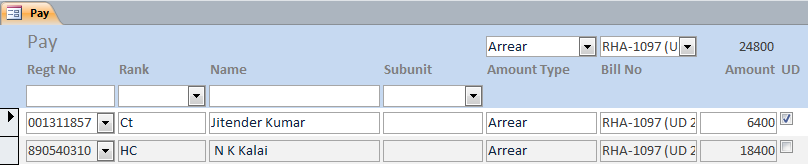 Pay
Pay
Arrear RHA-1097 (U 24800
Regt No Rank Name Subunit Amount Type Bill No Amount UD
001311857 Ct Jitender Kumar Arrear RHA-1097 (UD 2 6400
890540310 HC N K Kalai Arrear RHA-1097 (UD 2 18400